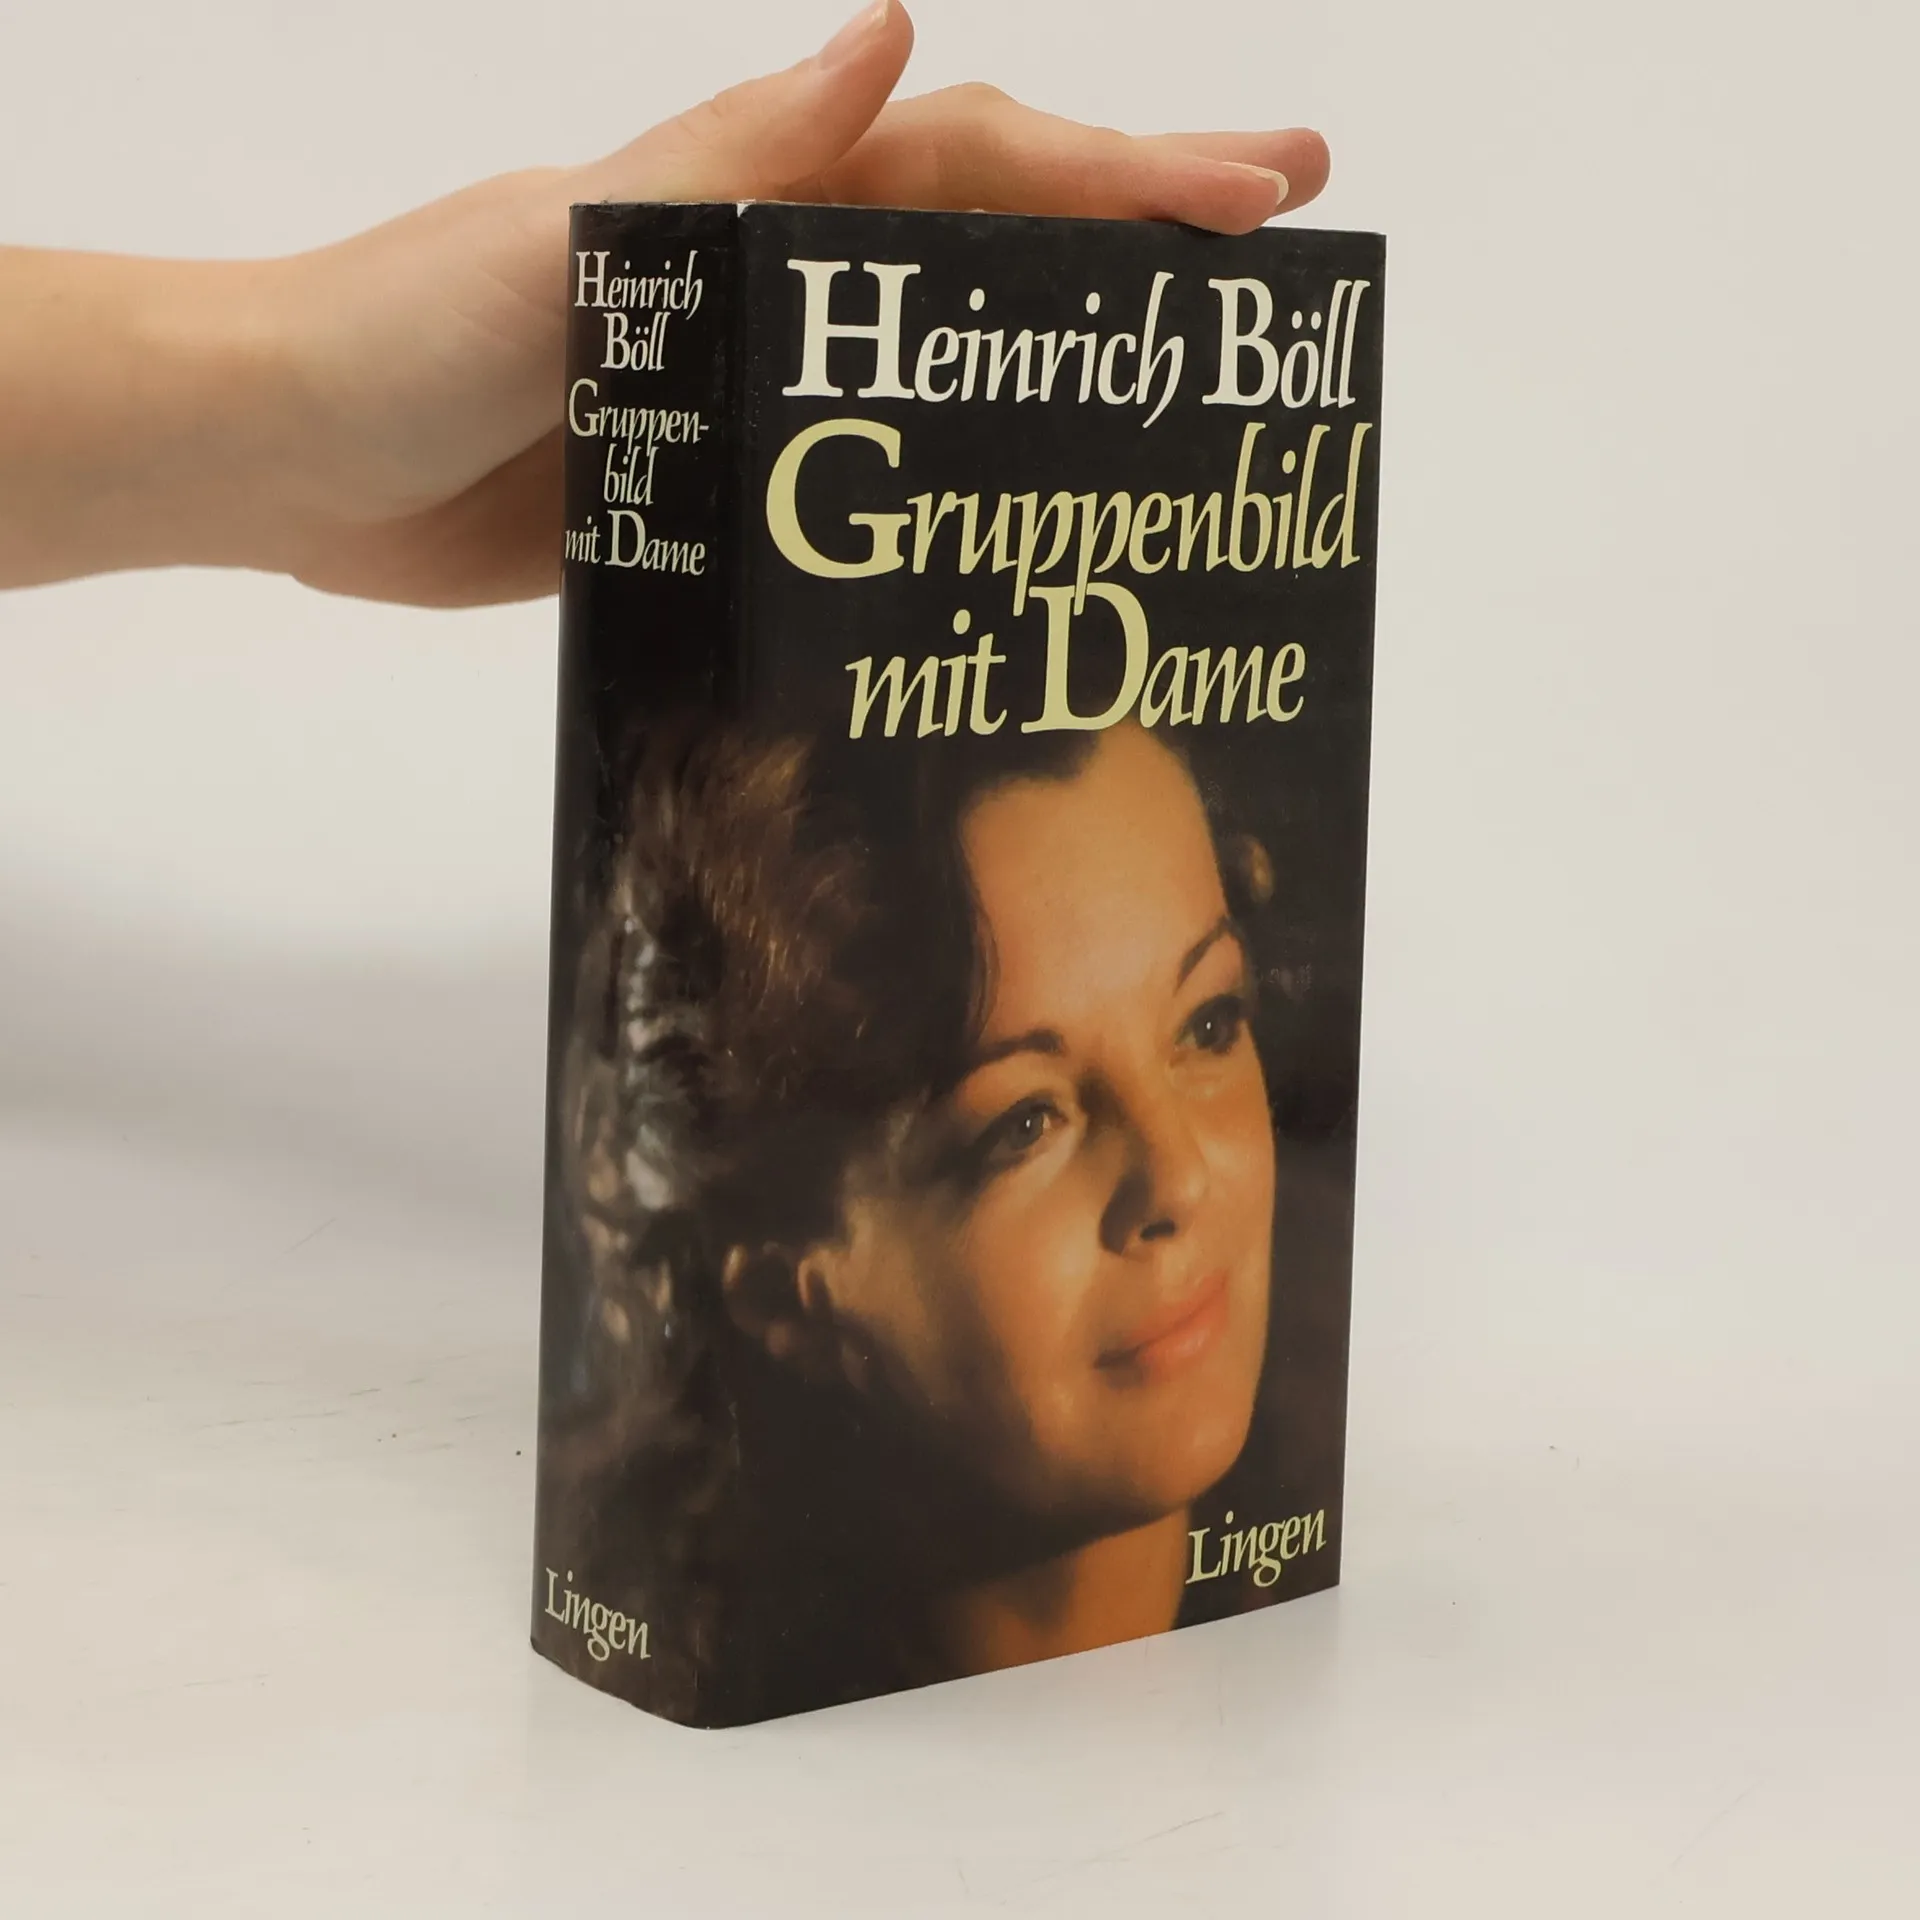 Heinrich
Böll
Gruppen-
bild
mit Dame
Lingen
Heinrich Böll
Gruppenbild
mit Dame
Lingen